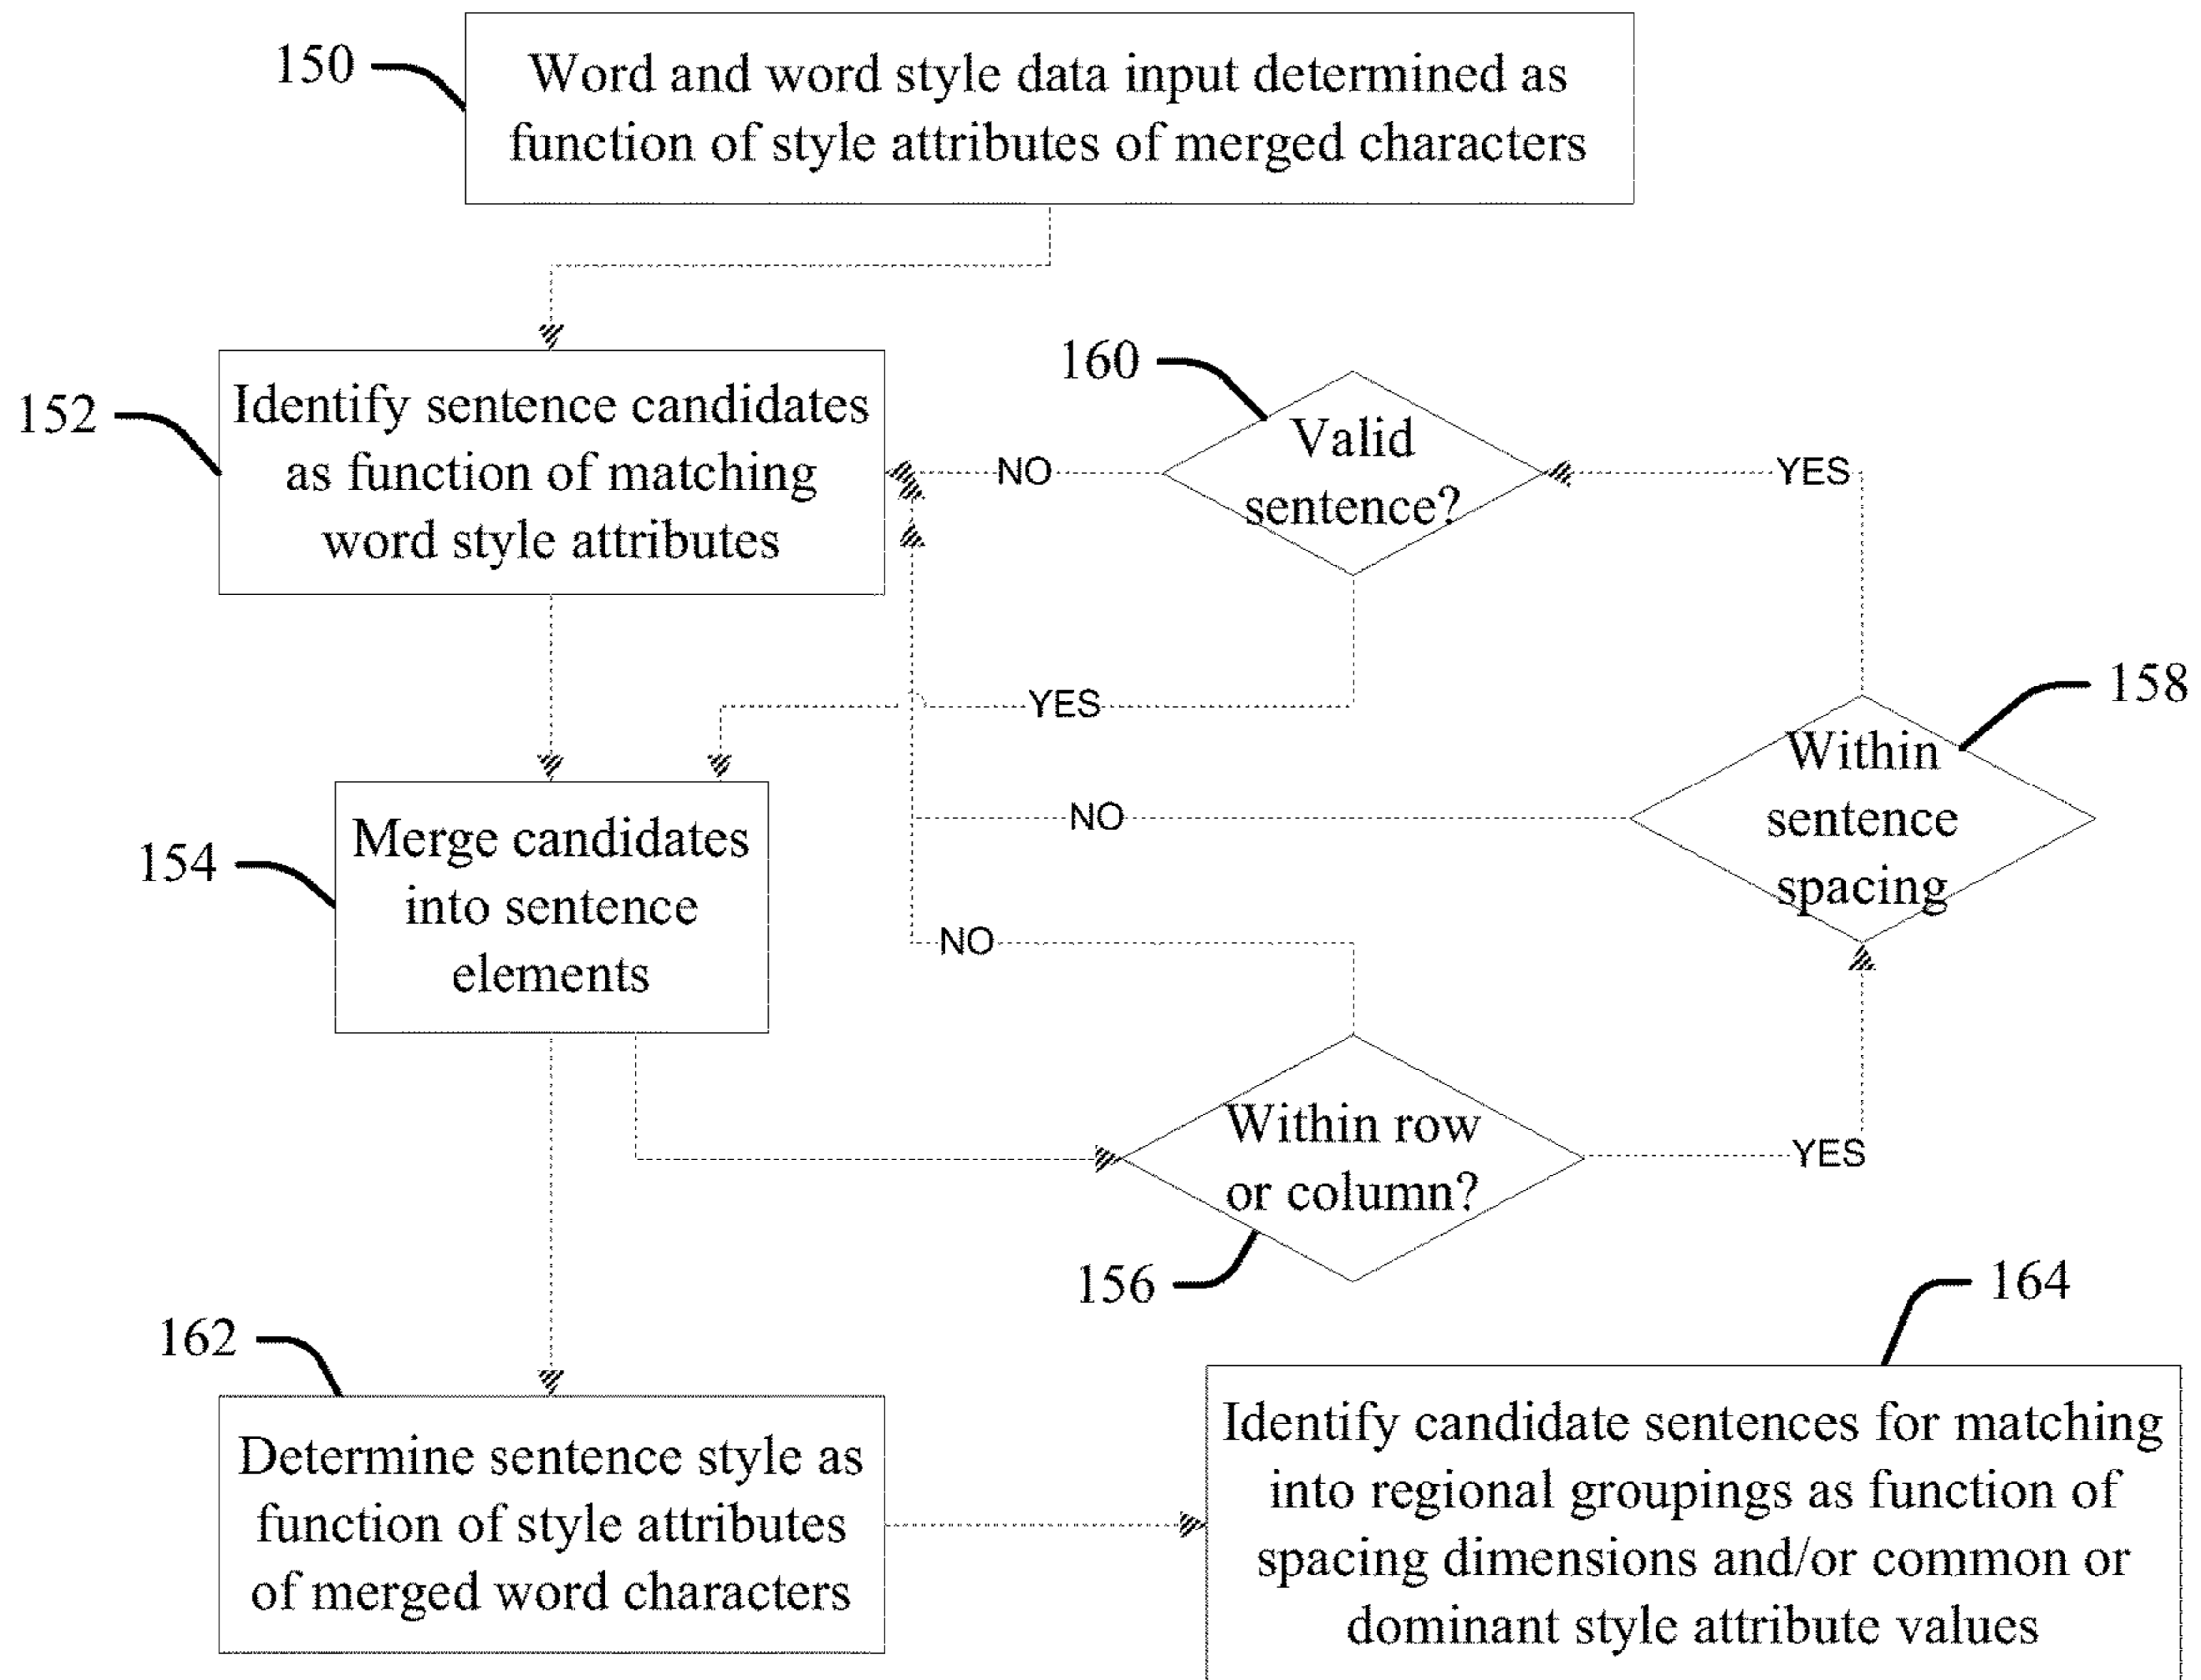 150
Word and word style data input determined as
function of style attributes of merged characters
152
Identify sentence candidates
as function of matching
word style attributes
160
Valid
sentence?
NO
YES
YES
158
Within
sentence
spacing
NO
154
Merge candidates
into sentence
elements
NO
Within row
or column?
YES
156
162
Determine sentence style as
function of style attributes
of merged word characters
164
Identify candidate sentences for matching
into regional groupings as function of
spacing dimensions and/or common or
dominant style attribute values